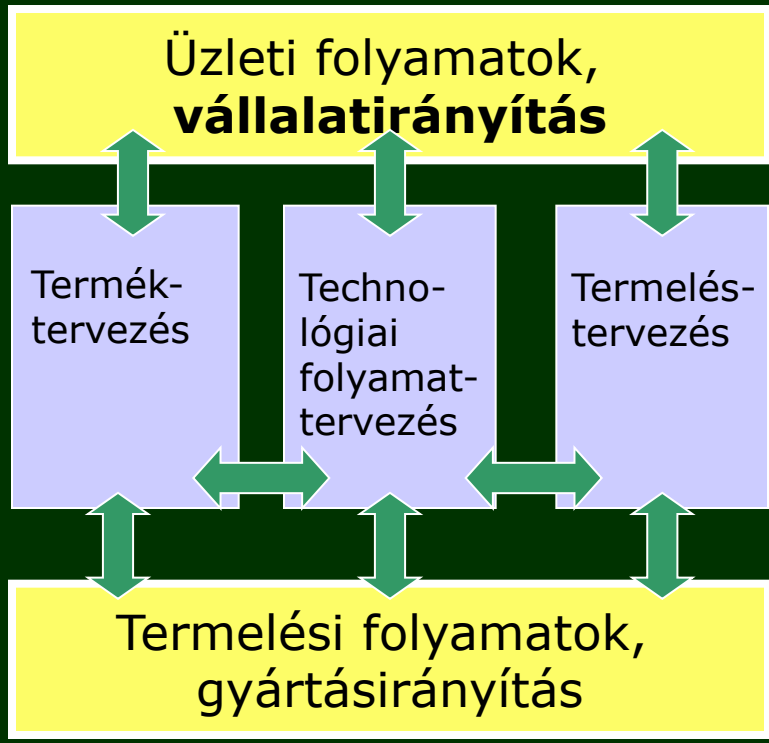 Üzleti folyamatok,
vállalatirányítás
Termék-
tervezés
Techno-
lógiai
folyamat-
tervezés
Termelés-
tervezés
Termelési folyamatok,
gyártásirányítás